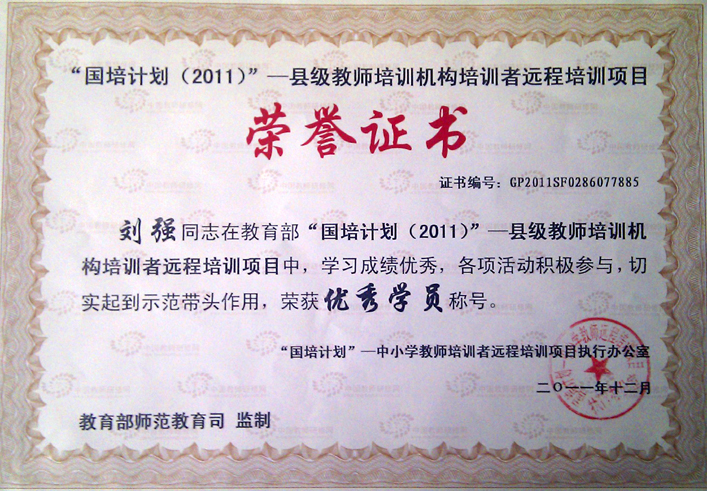 “国培计划（2011）”—县级教师培训机构培训者远程培训项目
荣誉证书
证书编号：GP2011SF0286077885
刘强同志在教育部“国培计划（2011）”—县级教师培训机
构培训者远程培训项目中，学习成绩优秀，各项活动积极参与，切
实起到示范带头作用，荣获优秀学员称号。
“国培计划”—中小学教师培训者远程培训项目执行办公室
二〇一一年十二月
教育部师范教育司 监制